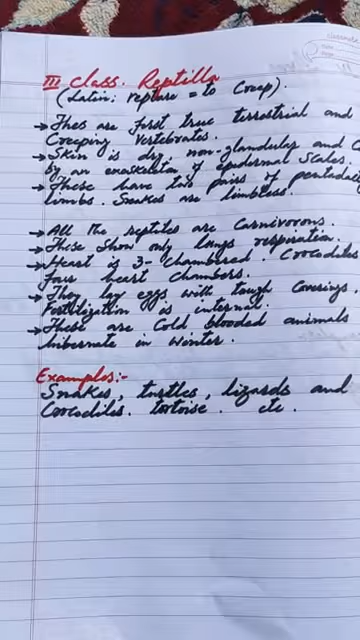 III class. Reptilla
(Latin: repture = to Creep).
→ Thes are first true terrestrial and
Creeping Vertebrates.
→ Skin is dry, non-glandular and
by an exoskeleton of epidermal Scales.
→ These have two pairs of pentadact
limbs. Snakes are limbless.
→ All the reptiles are Carnivorous.
→ These Show only lungs respiration.
→ Heart is 3-chambered. Crocodiles
four heart chambers.
→ They lay eggs with tough Coverings.
Fertilization is internal.
→ These are Cold blooded animals
hibernate in winter.
Examples:-
Snakes, turtles, lizards and
Crocodiles. tortoise. etc.